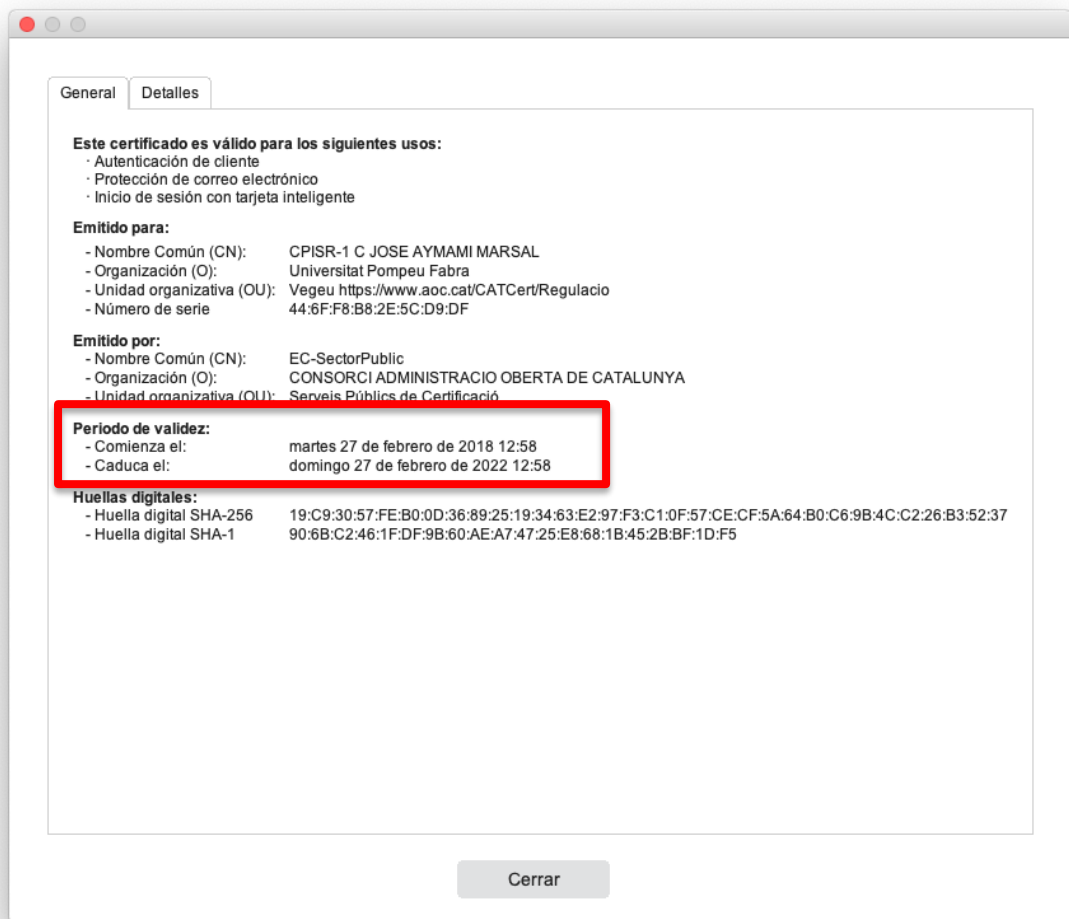 General Detalles
Este certificado es válido para los siguientes usos:
· Autenticación de cliente
· Protección de correo electrónico
· Inicio de sesión con tarjeta inteligente
Emitido para:
- Nombre Común (CN): CPISR-1 C JOSE AYMAMI MARSAL
- Organización (O): Universitat Pompeu Fabra
- Unidad organizativa (OU): Vegeu https://www.aoc.cat/CATCert/Regulacio
- Número de serie 44:6F:F8:B8:2E:5C:D9:DF
Emitido por:
- Nombre Común (CN): EC-SectorPublic
- Organización (O): CONSORCI ADMINISTRACIO OBERTA DE CATALUNYA
- Unidad organizativa (OU): Serveis Públics de Certificació
Periodo de validez:
- Comienza el: martes 27 de febrero de 2018 12:58
- Caduca el: domingo 27 de febrero de 2022 12:58
Huellas digitales:
- Huella digital SHA-256 19:C9:30:57:FE:B0:0D:36:89:25:19:34:63:E2:97:F3:C1:0F:57:CE:CF:5A:64:B0:C6:9B:4C:C2:26:B3:52:37
- Huella digital SHA-1 90:6B:C2:46:1F:DF:9B:60:AE:A7:47:25:E8:68:1B:45:2B:BF:1D:F5
Cerrar